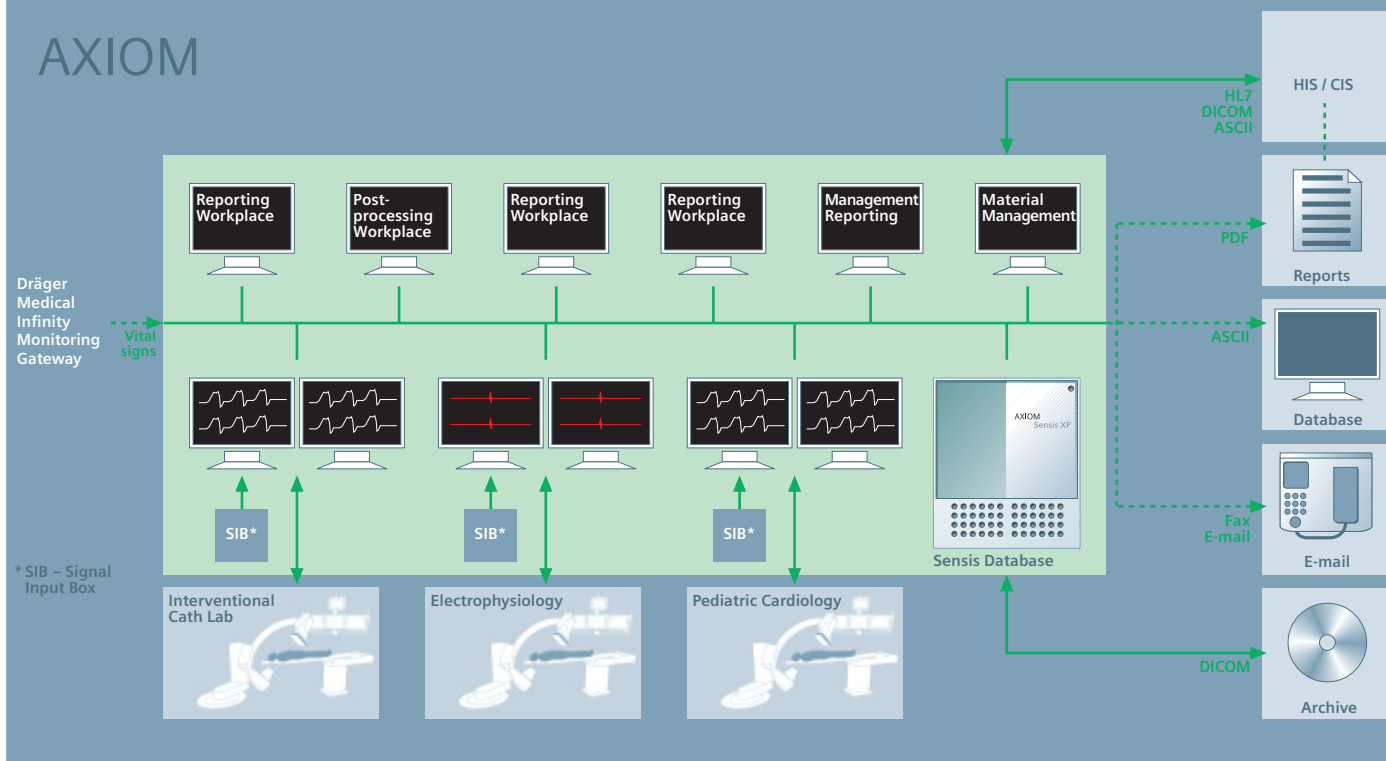 AXIOM
HIS / CIS
HL7
DICOM
ASCII
Reporting
Workplace
Post-
processing
Workplace
Reporting
Workplace
Reporting
Workplace
Management
Reporting
Material
Management
PDF
Reports
Dräger
Medical
Infinity
Monitoring
Gateway
Vital
signs
ASCII
Database
AXIOM
Sensis XP
SIB*
SIB*
SIB*
Sensis Database
Fax
E-mail
E-mail
* SIB – Signal
Input Box
Interventional
Cath Lab
Electrophysiology
Pediatric Cardiology
DICOM
Archive